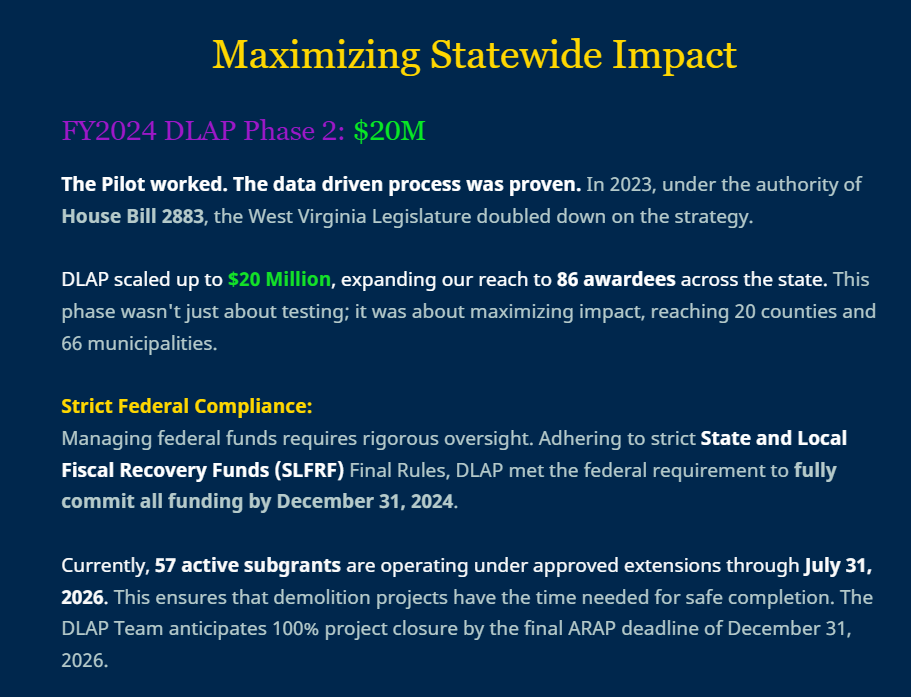 Maximizing Statewide Impact
FY2024 DLAP Phase 2: $20M
The Pilot worked. The data driven process was proven. In 2023, under the authority of
House Bill 2883, the West Virginia Legislature doubled down on the strategy.
DLAP scaled up to $20 Million, expanding our reach to 86 awardees across the state. This
phase wasn't just about testing; it was about maximizing impact, reaching 20 counties and
66 municipalities.
Strict Federal Compliance:
Managing federal funds requires rigorous oversight. Adhering to strict State and Local
Fiscal Recovery Funds (SLFRF) Final Rules, DLAP met the federal requirement to fully
commit all funding by December 31, 2024.
Currently, 57 active subgrants are operating under approved extensions through July 31,
2026. This ensures that demolition projects have the time needed for safe completion. The
DLAP Team anticipates 100% project closure by the final ARAP deadline of December 31,
2026.